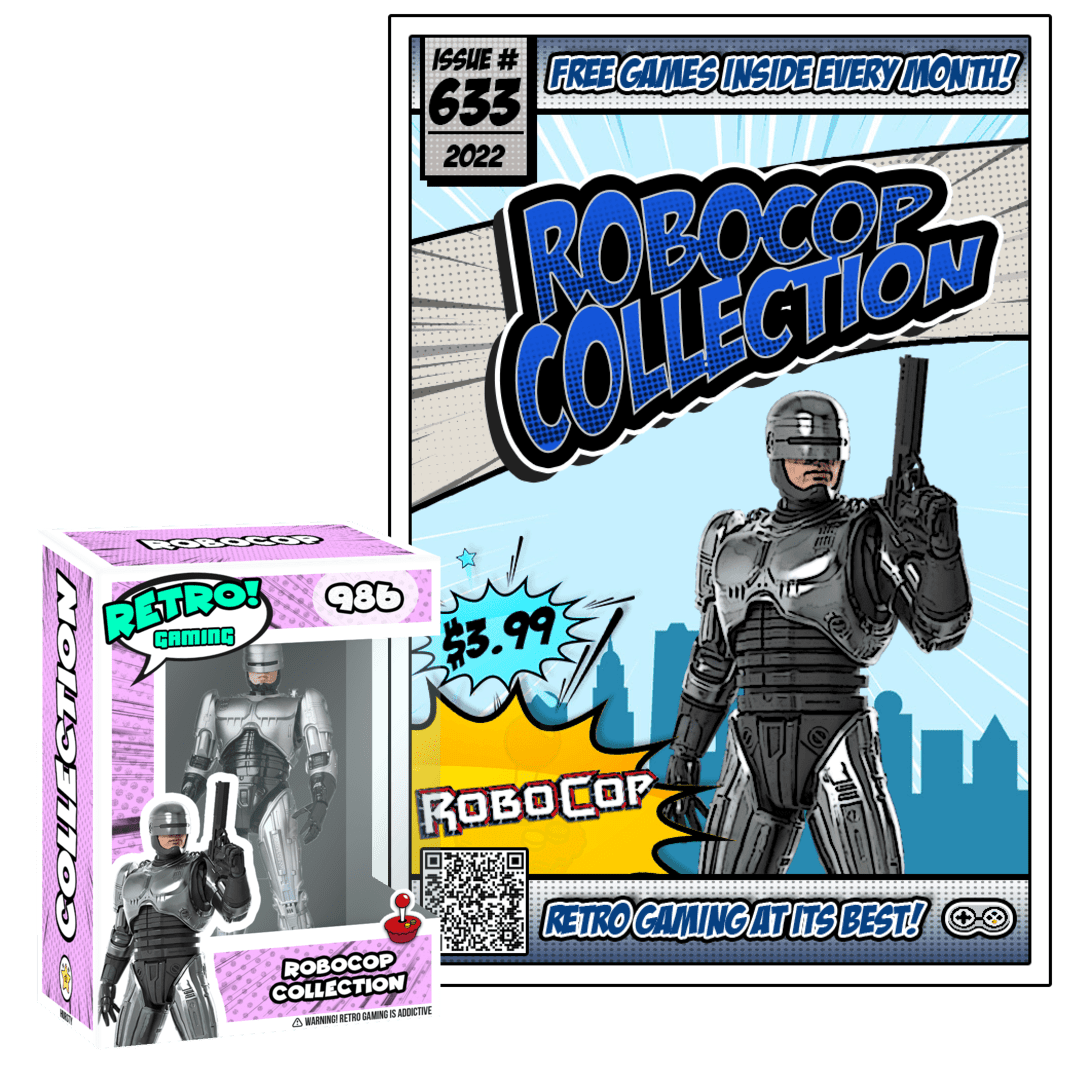 ISSUE #
633
2022
FREE GAMES INSIDE EVERY MONTH!
ROBOCOP
COLLECTION
$3.99
ROBOCOP
RETRO GAMING AT ITS BEST!
ROBOCOP
COLLECTION
RETRO!
GAMING
986
ROBOCOP
COLLECTION
WARNING! RETRO GAMING IS ADDICTIVE